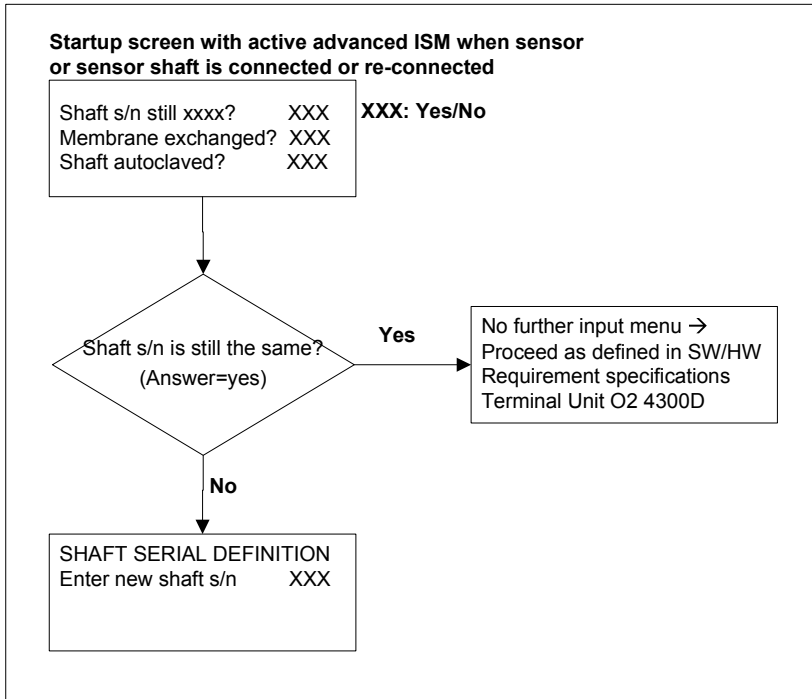 Startup screen with active advanced ISM when sensor
or sensor shaft is connected or re-connected
Shaft s/n still xxxx? XXX
Membrane exchanged? XXX
Shaft autoclaved? XXX
XXX: Yes/No
Shaft s/n is still the same?
(Answer=yes)
Yes
No further input menu →
Proceed as defined in SW/HW
Requirement specifications
Terminal Unit O2 4300D
No
SHAFT SERIAL DEFINITION
Enter new shaft s/n XXX